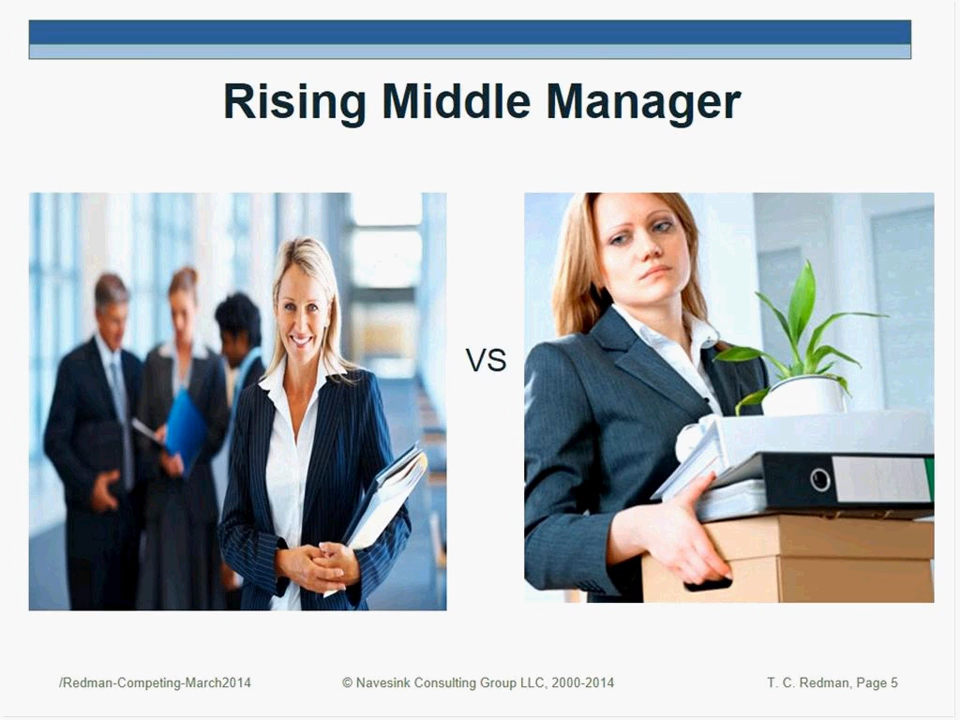 Rising Middle Manager
VS
/Redman-Competing-March2014
© Navesink Consulting Group LLC, 2000-2014
T. C. Redman, Page 5